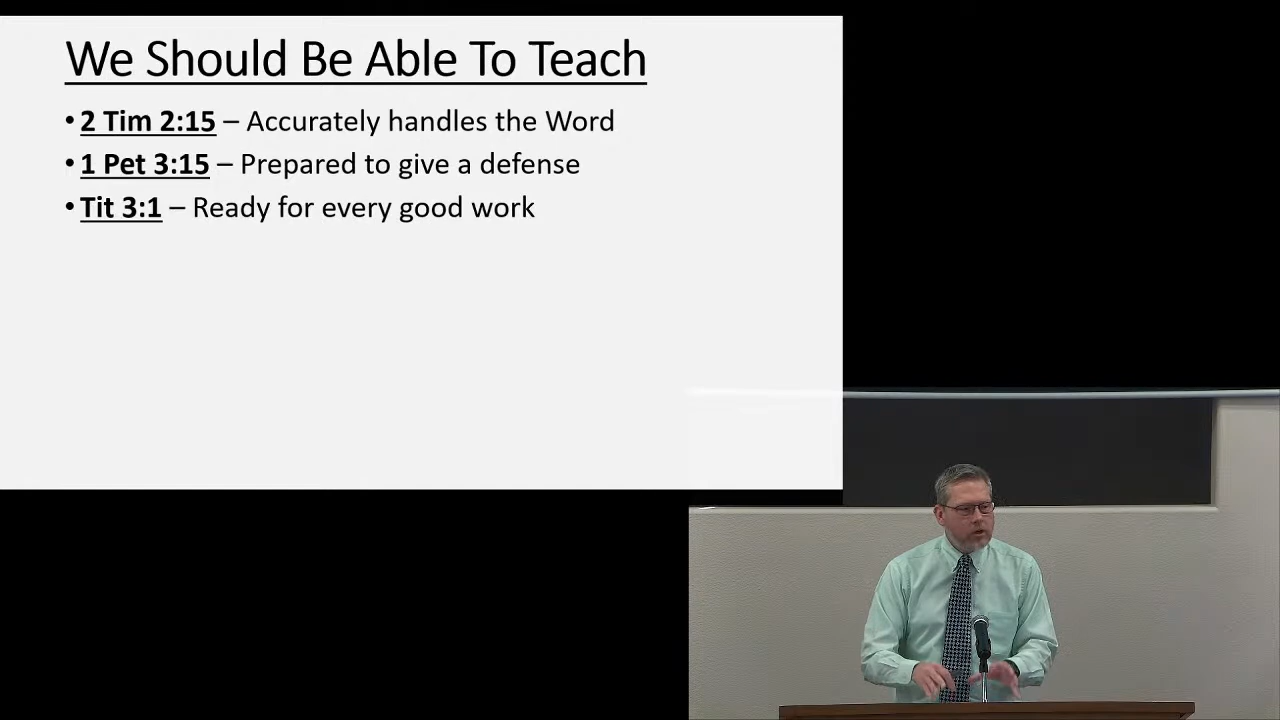 We Should Be Able To Teach
• 2 Tim 2:15 – Accurately handles the Word
• 1 Pet 3:15 – Prepared to give a defense
• Tit 3:1 – Ready for every good work